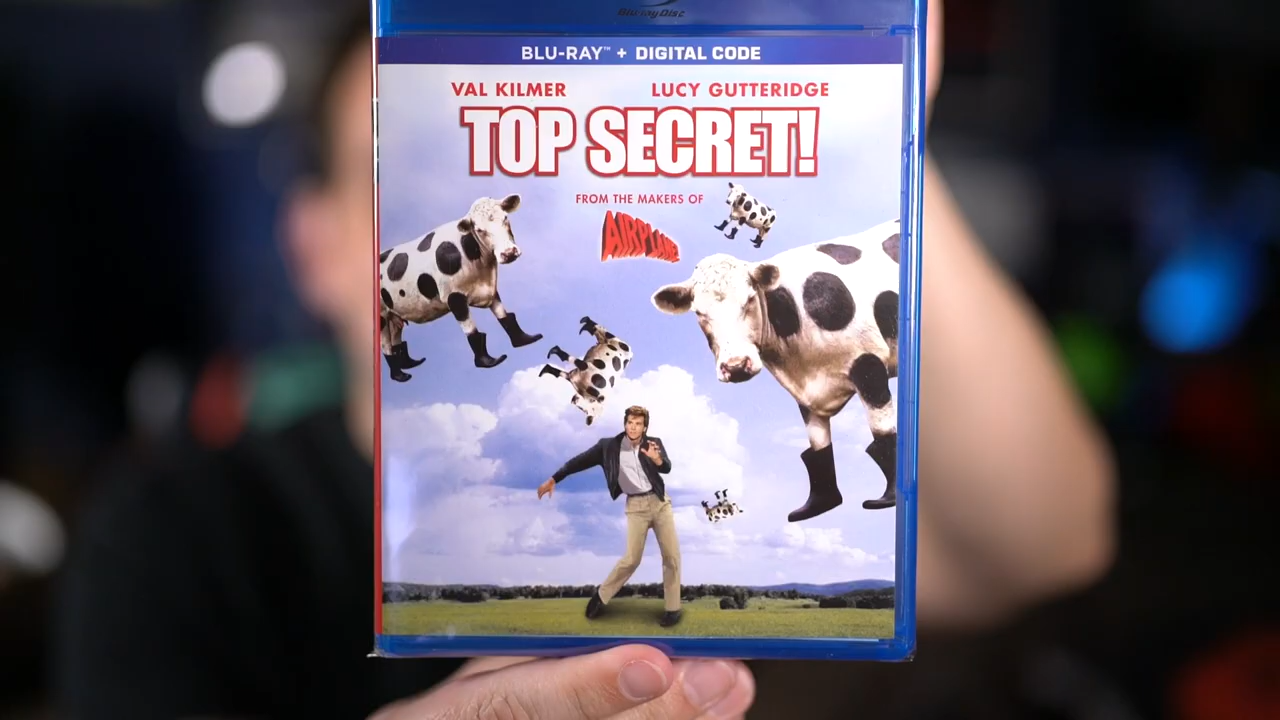 Blu-ray Disc
BLU-RAY™ + DIGITAL CODE
VAL KILMER LUCY GUTTERIDGE
TOP SECRET!
FROM THE MAKERS OF
AIRPLANE!